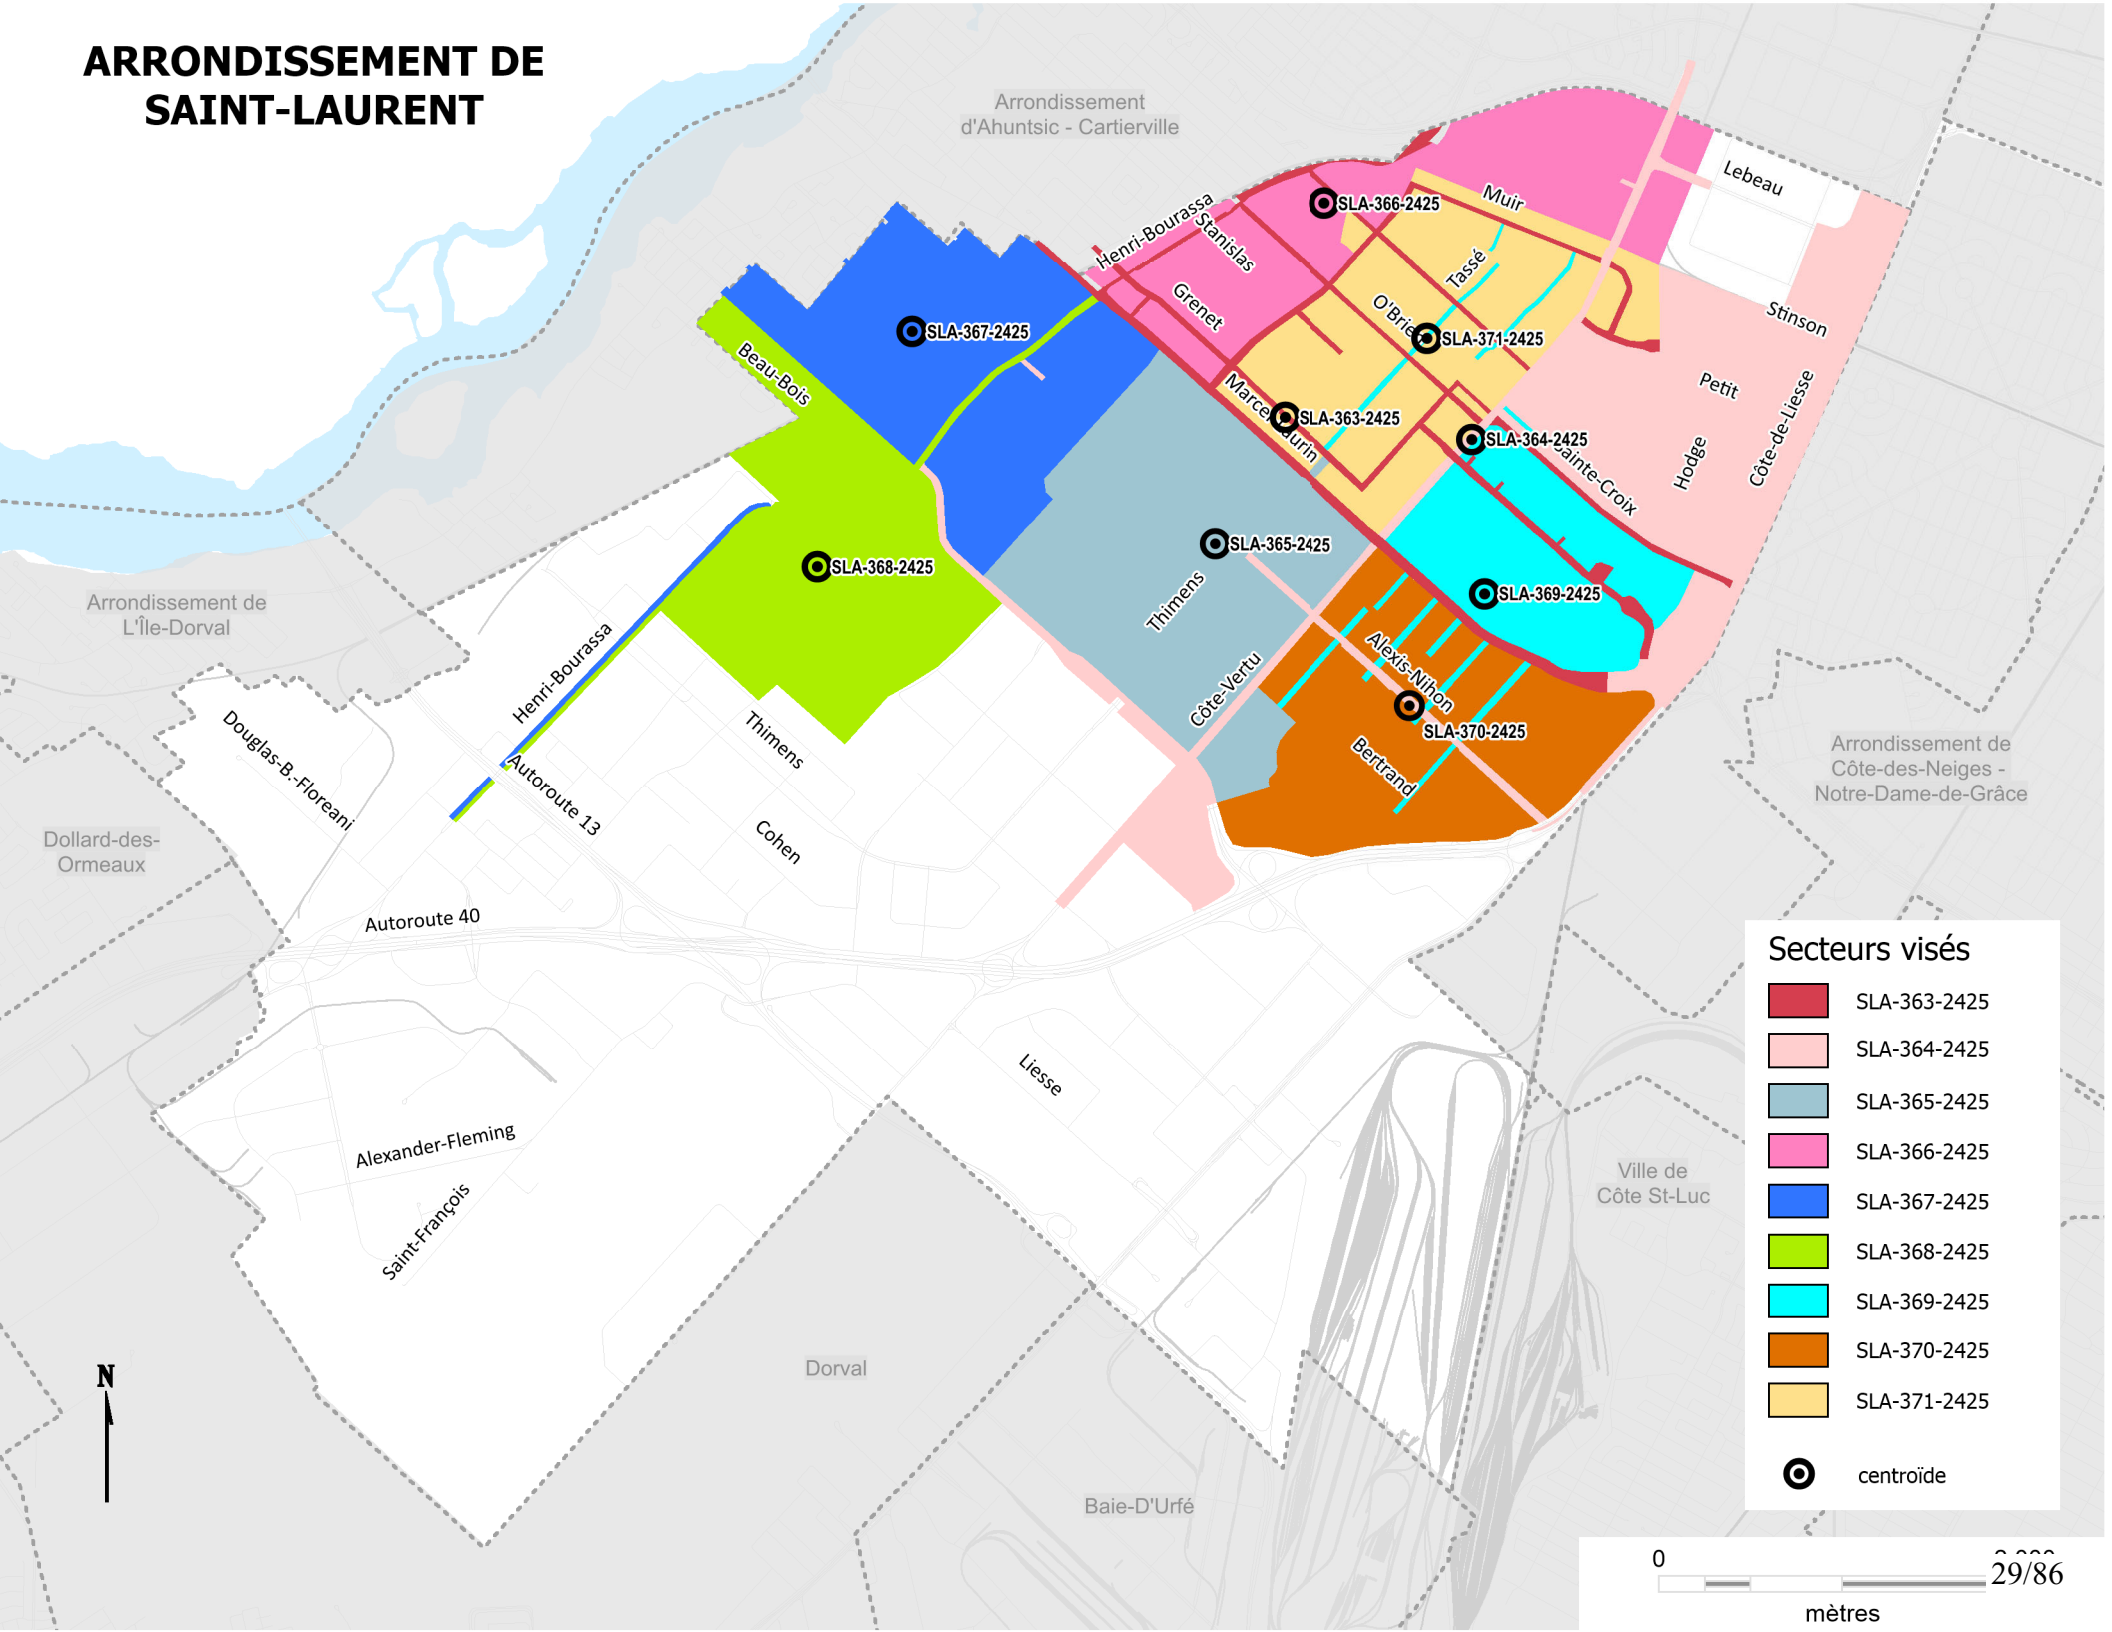 ARRONDISSEMENT DE
SAINT-LAURENT
Arrondissement
d'Ahuntsic - Cartierville
Lebeau
Muir
Henri-Bourassa
Stanislas
SLA-366-2425
Tassé
Grenet
O'Brien
Stinson
SLA-367-2425
SLA-371-2425
Beau-Bois
Petit
Côte-de-Liesse
Marcel-Laurin
SLA-363-2425
SLA-364-2425
Hodge
Sainte-Croix
SLA-365-2425
SLA-368-2425
Thimens
SLA-369-2425
Arrondissement de
L'Île-Dorval
Henri-Bourassa
Alexis-Nihon
Côte-Vertu
SLA-370-2425
Douglas-B.-Floreani
Thimens
Bertrand
Autoroute 13
Arrondissement de
Côte-des-Neiges -
Notre-Dame-de-Grâce
Dollard-des-
Ormeaux
Cohen
Autoroute 40
Liesse
Alexander-Fleming
Saint-François
Ville de
Côte St-Luc
Dorval
Baie-D'Urfé
N
Secteurs visés
SLA-363-2425
SLA-364-2425
SLA-365-2425
SLA-366-2425
SLA-367-2425
SLA-368-2425
SLA-369-2425
SLA-370-2425
SLA-371-2425
centroïde
0
29/86
mètres